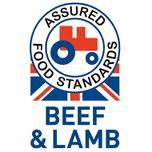 ASSURED
FOOD STANDARDS
BEEF
& LAMB